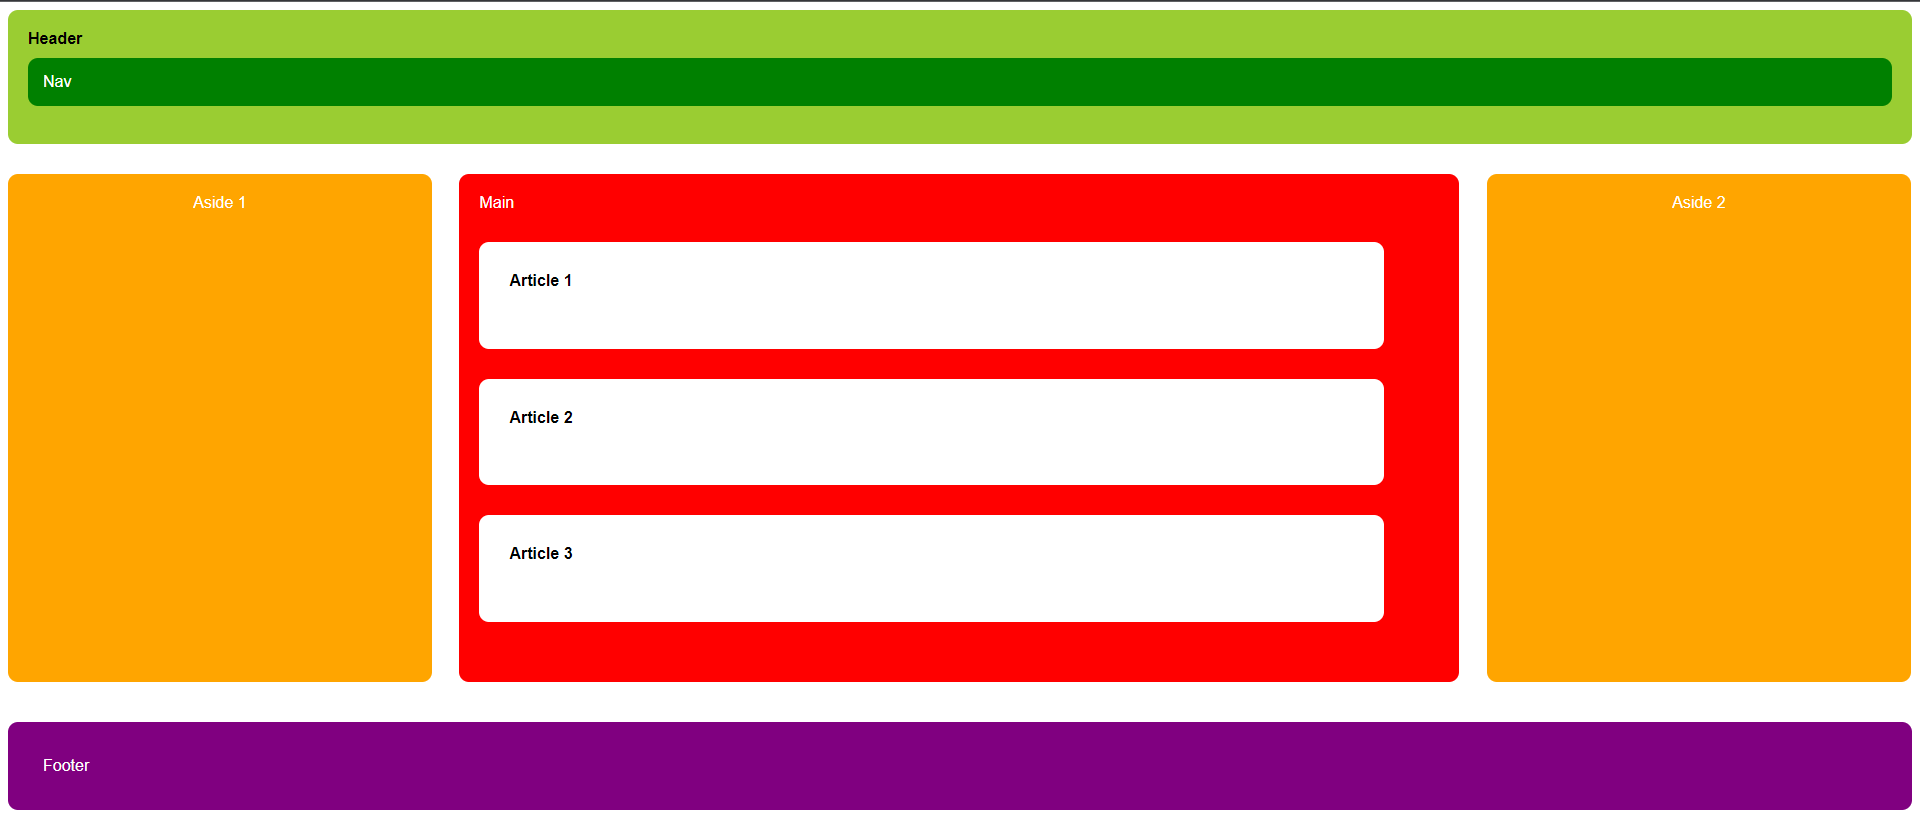 Header
Nav
Aside 1
Main
Article 1
Article 2
Article 3
Aside 2
Footer